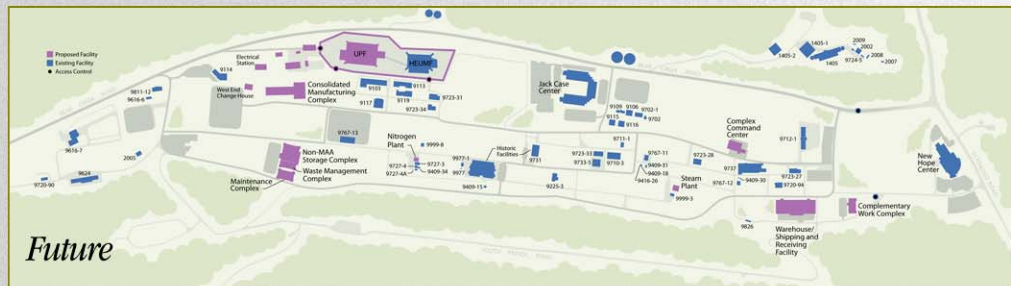 Proposed Facility
Existing Facility
Access Control
Electrical
Station
UPF
HEUMF
9114
West End
Change House
Consolidated
Manufacturing
Complex
9103
9113
9119
9117
9723-31
9723-34
9811-12
9616-6
9616-7
2005
9720-90
9624
9767-13
Non-MAA
Storage Complex
Waste Management
Complex
Maintenance
Complex
Nitrogen
Plant
9999-8
9727-4
9727-4A
9727-3
9409-34
9977-1
9977
9409-13
Historic
Facilities
9731
9225-3
Jack Case
Center
9109
9106
9115
9116
9702-1
9702
9711-1
9723-33
9733-5
9710-3
9767-11
9409-31
9409-18
9416-26
Steam
Plant
9999-3
9723-28
Complex
Command
Center
9737
9409-30
9767-12
9712-1
9723-27
9720-94
9826
Warehouse/
Shipping and
Receiving
Facility
Complementary
Work Complex
New
Hope
Center
1405-2
1405-1
1405
2009
2002
9724-5
2008
2007
Future